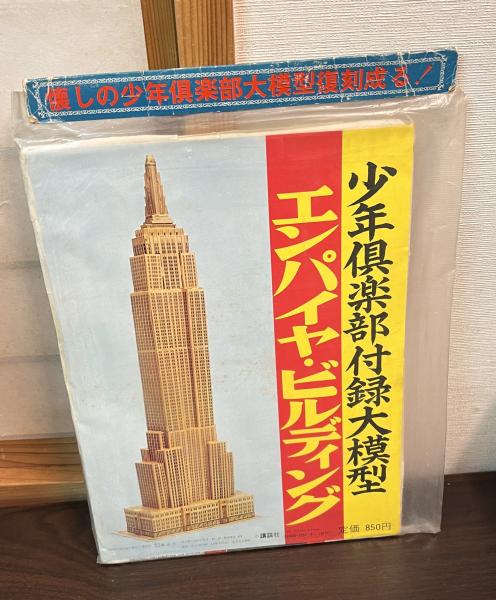 懐しの少年倶楽部大模型復刻成る！
少年倶楽部付録大模型
エンパイヤ・ビルディング
講談社
定価 850円